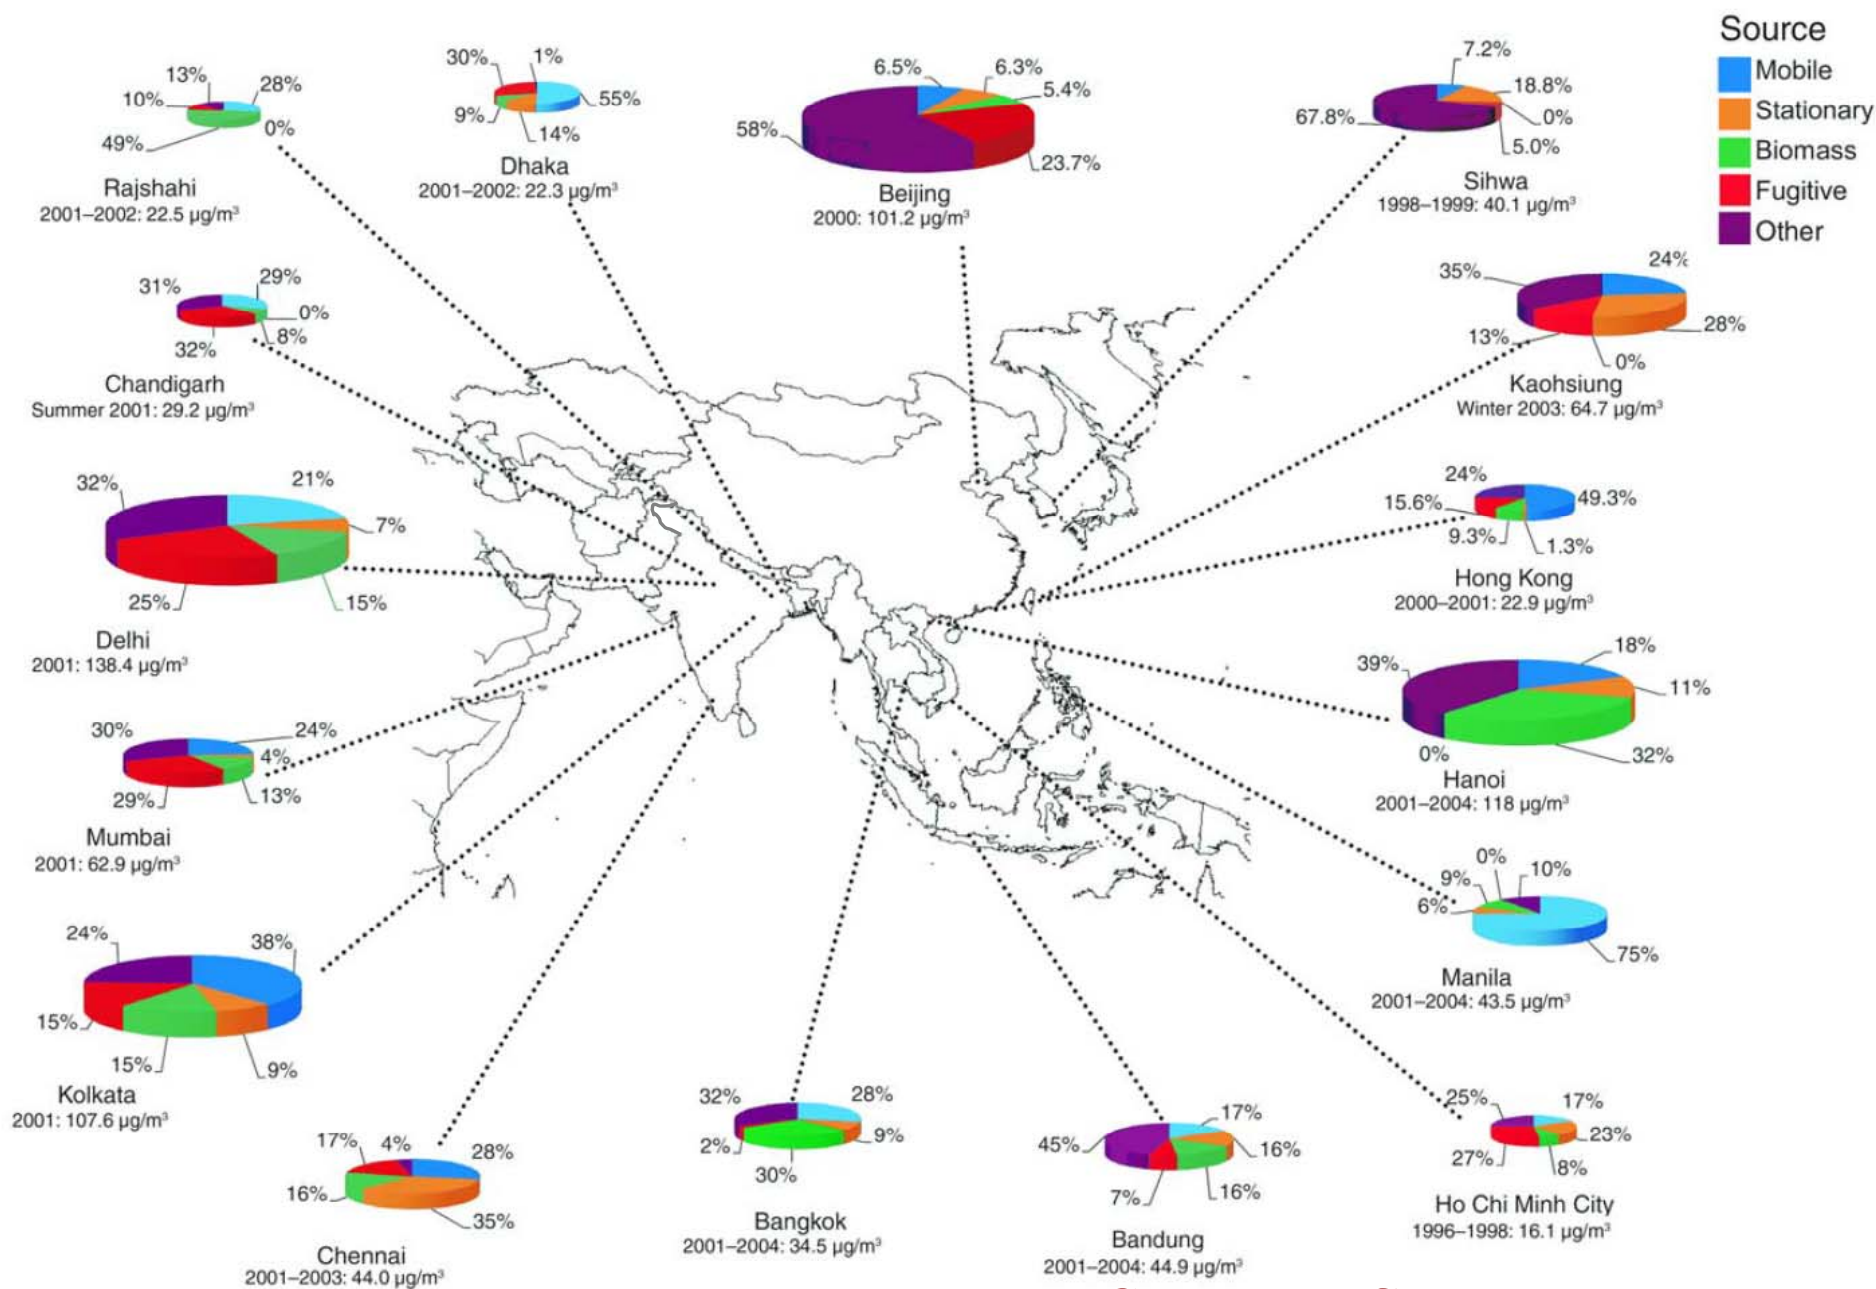 Source
Mobile
Stationary
Biomass
Fugitive
Other
13%
28%
10%
0%
49%
Rajshahi
2001–2002: 22.5 µg/m³
30%
1%
55%
9%
14%
Dhaka
2001–2002: 22.3 µg/m³
6.5%
6.3%
5.4%
58%
23.7%
Beijing
2000: 101.2 µg/m³
7.2%
18.8%
67.8%
0%
5.0%
Sihwa
1998–1999: 40.1 µg/m³
31%
29%
0%
8%
32%
Chandigarh
Summer 2001: 29.2 µg/m³
35%
24%
28%
13%
0%
Kaohsiung
Winter 2003: 64.7 µg/m³
32%
21%
7%
25%
15%
Delhi
2001: 138.4 µg/m³
24%
49.3%
15.6%
9.3%
1.3%
Hong Kong
2000–2001: 22.9 µg/m³
39%
18%
11%
0%
32%
Hanoi
2001–2004: 118 µg/m³
30%
24%
4%
29%
13%
Mumbai
2001: 62.9 µg/m³
0%
10%
9%
6%
75%
Manila
2001–2004: 43.5 µg/m³
24%
38%
15%
15%
9%
Kolkata
2001: 107.6 µg/m³
17%
4%
28%
16%
35%
Chennai
2001–2003: 44.0 µg/m³
32%
28%
2%
9%
30%
Bangkok
2001–2004: 34.5 µg/m³
45%
17%
16%
7%
16%
Bandung
2001–2004: 44.9 µg/m³
25%
17%
23%
27%
8%
Ho Chi Minh City
1996–1998: 16.1 µg/m³